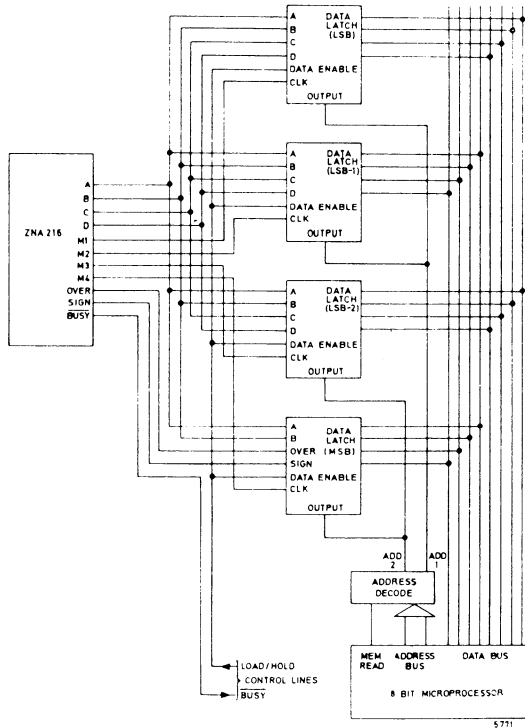 A DATA
B LATCH
C (LSB)
D
DATA ENABLE
CLK
OUTPUT
A DATA
B LATCH
C (LSB-1)
D
DATA ENABLE
CLK
OUTPUT
ZNA 216
A
B
C
D
M1
M2
M3
M4
OVER
SIGN
BUSY
A DATA
B LATCH
C (LSB-2)
D
DATA ENABLE
CLK
OUTPUT
A DATA
B LATCH
OVER (MSB)
SIGN
DATA ENABLE
CLK
OUTPUT
ADD 2
ADD 1
ADDRESS
DECODE
LOAD/HOLD
CONTROL LINES
BUSY
MEM READ
ADDRESS BUS
DATA BUS
8 BIT MICROPROCESSOR
5771